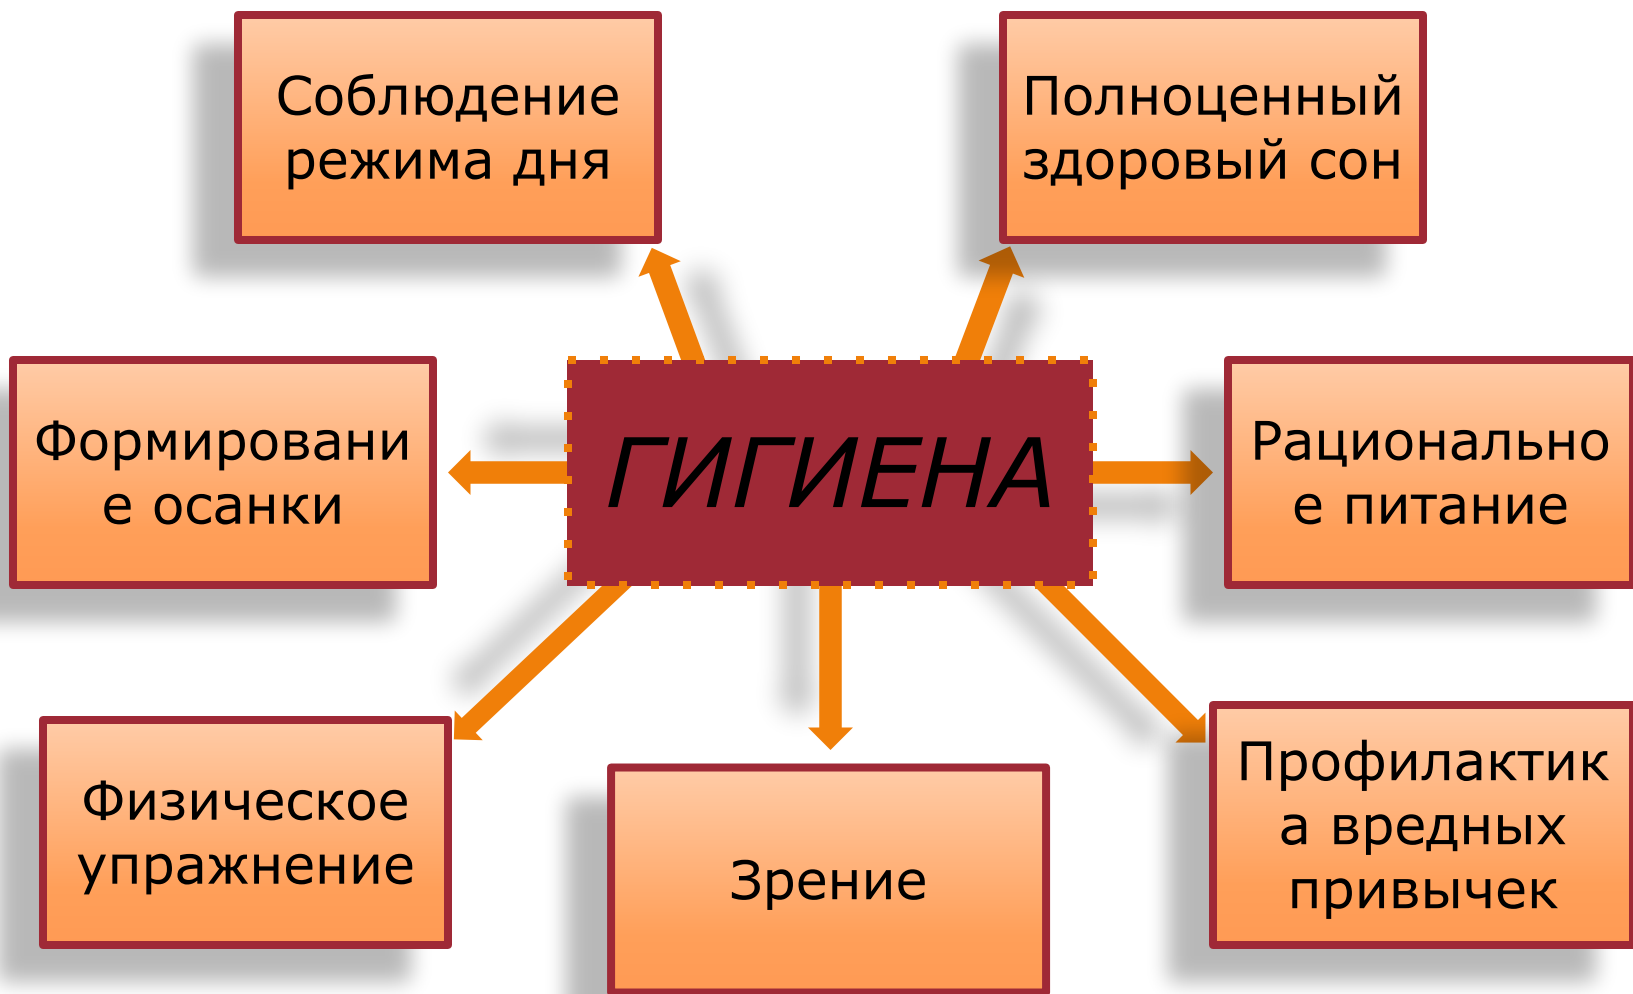 Соблюдение
режима дня
Полноценный
здоровый сон
Формировани
е осанки
ГИГИЕНА
Рационально
е питание
Физическое
упражнение
Зрение
Профилактик
а вредных
привычек